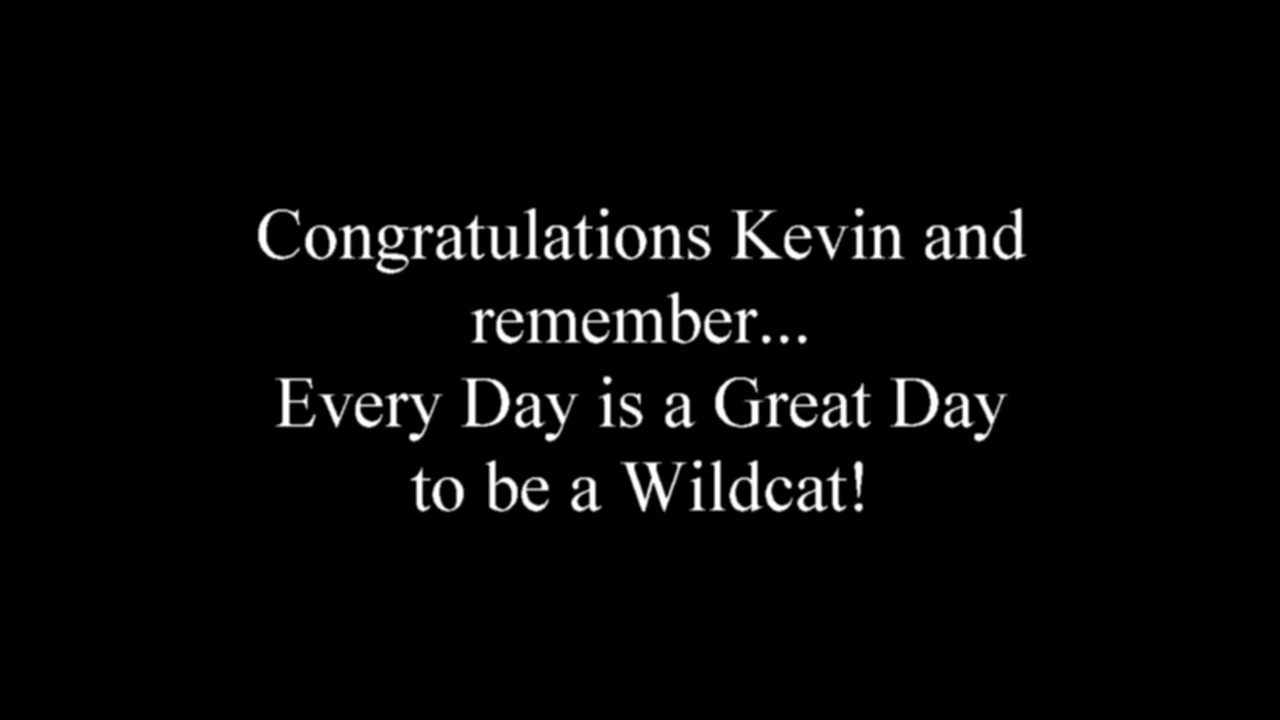 Congratulations Kevin and
remember...
Every Day is a Great Day
to be a Wildcat!